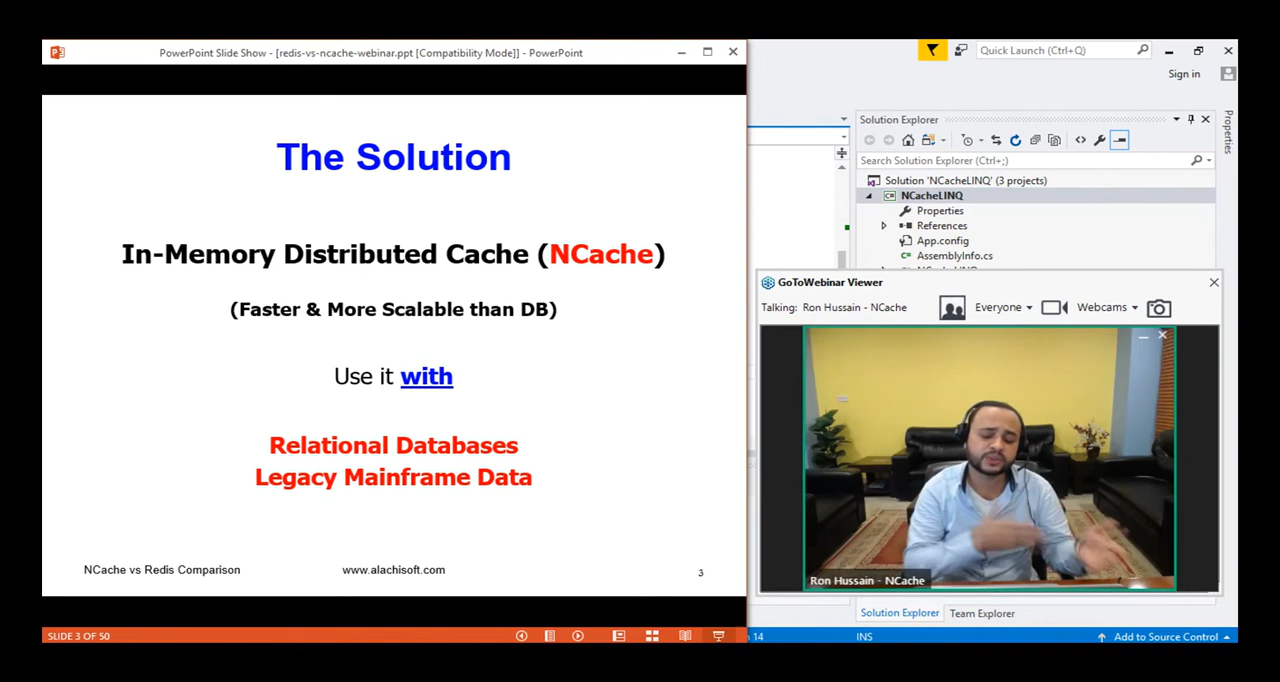 PowerPoint Slide Show - [redis-vs-ncache-webinar.ppt [Compatibility Mode]] - PowerPoint
The Solution
In-Memory Distributed Cache (NCache)
(Faster & More Scalable than DB)
Use it with
Relational Databases
Legacy Mainframe Data
NCache vs Redis Comparison
www.alachisoft.com
3
SLIDE 3 OF 50
Quick Launch (Ctrl+Q)
Sign in
Properties
Solution Explorer
Search Solution Explorer (Ctrl+;)
Solution 'NCacheLINQ' (3 projects)
NCacheLINQ
Properties
References
App.config
AssemblyInfo.cs
GoToWebinar Viewer
Talking: Ron Hussain - NCache
Everyone
Webcams
Ron Hussain - NCache
Solution Explorer
Team Explorer
14
INS
Add to Source Control